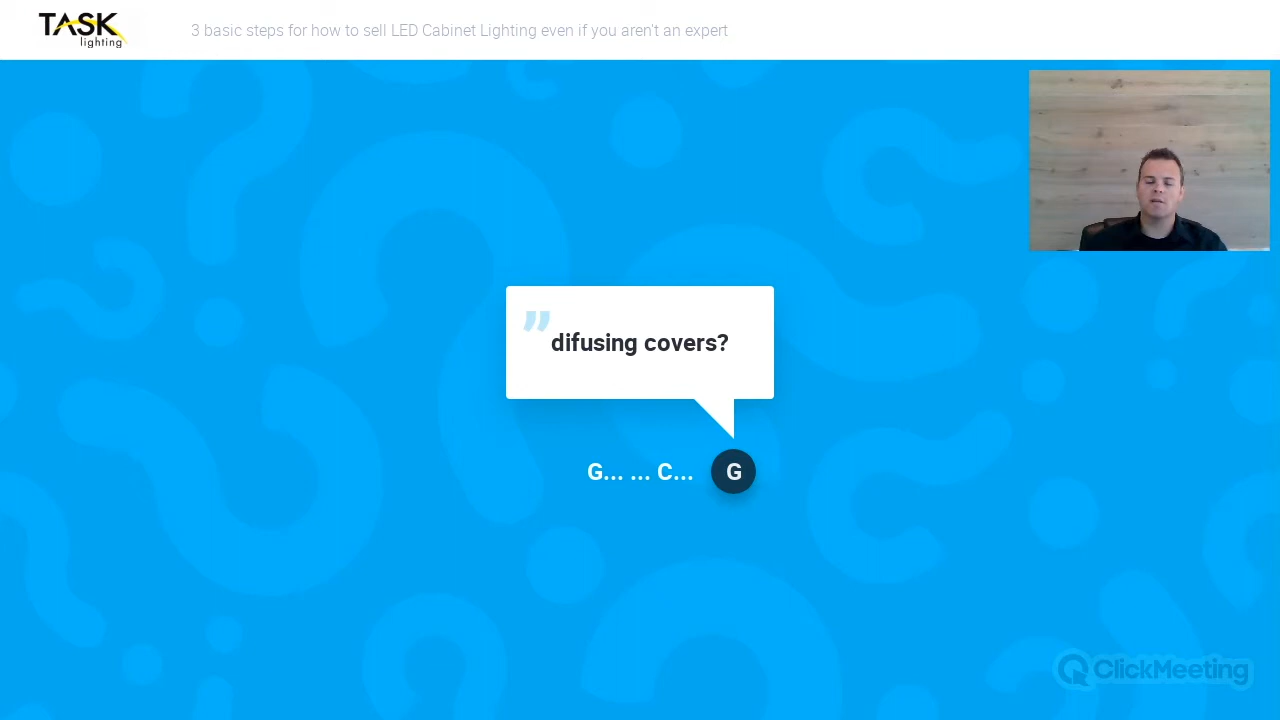 TASK
lighting
3 basic steps for how to sell LED Cabinet Lighting even if you aren't an expert
” difusing covers?
G... ... C...
G
ClickMeeting